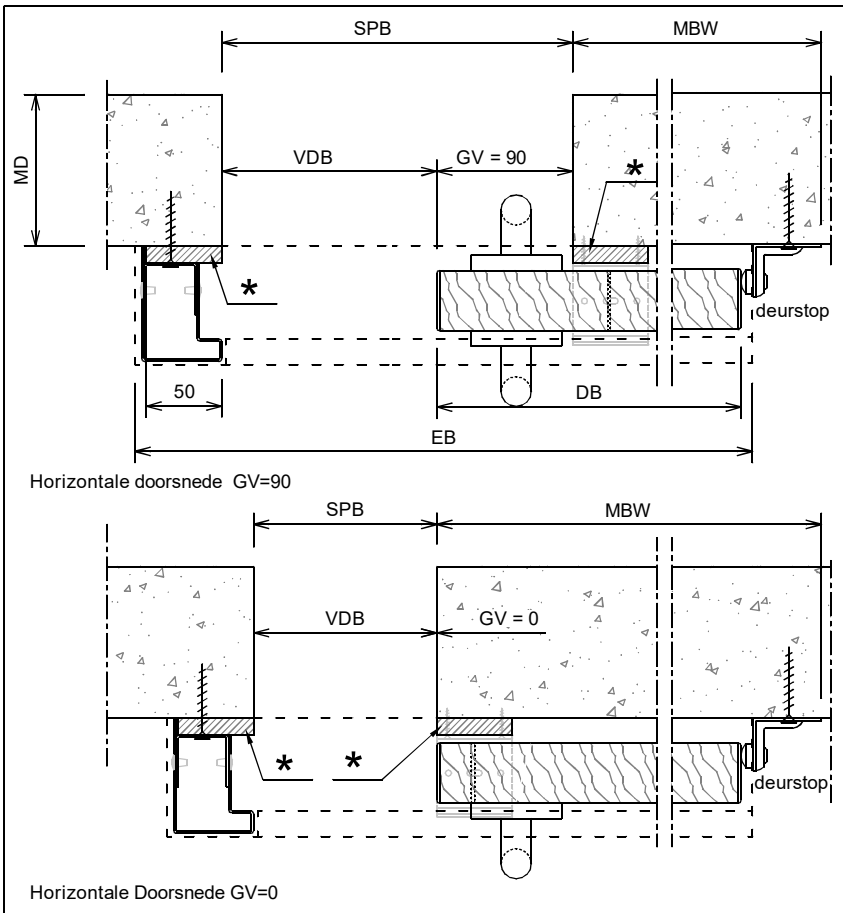 SPB
MBW
MD
VDB
GV = 90
*
*
deurstop
50
DB
EB
Horizontale doorsnede GV=90
SPB
MBW
VDB
GV = 0
* *
deurstop
Horizontale Doorsnede GV=0